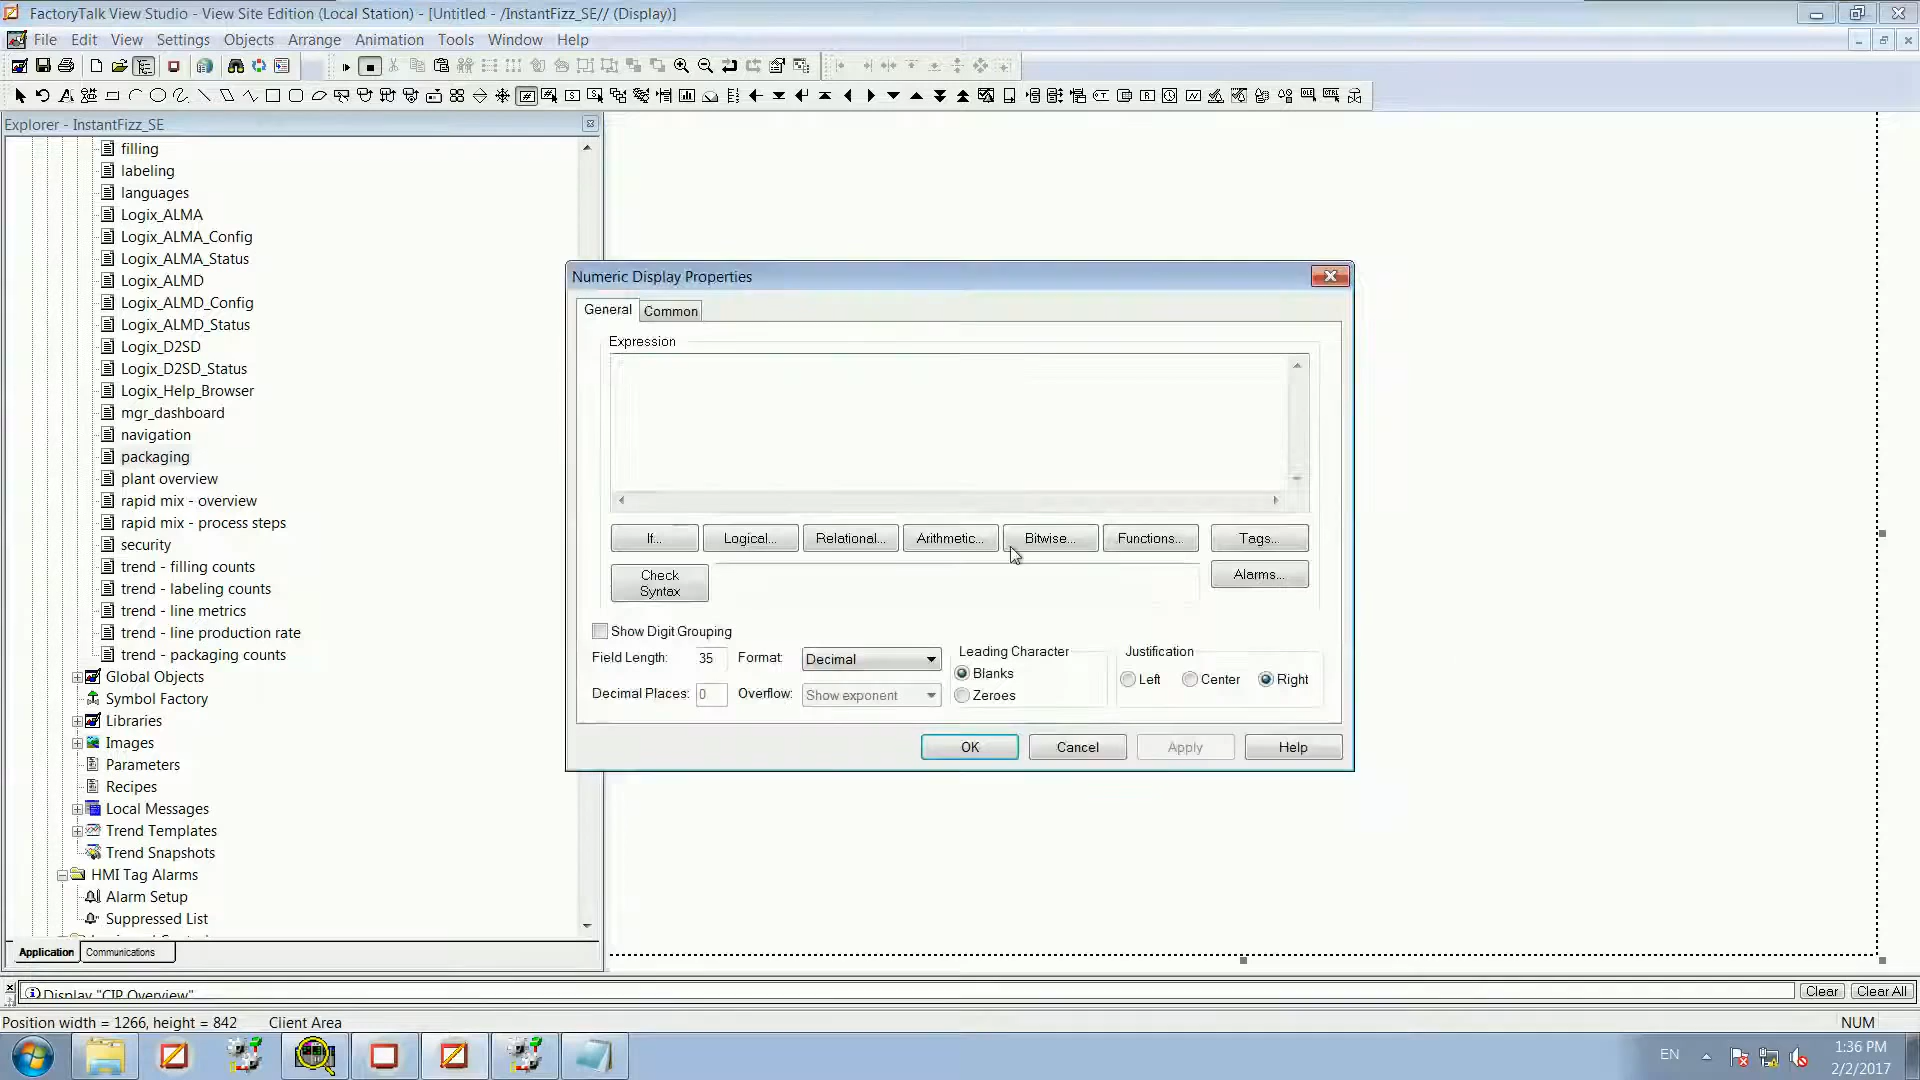 FactoryTalk View Studio - View Site Edition (Local Station) - [Untitled - /InstantFizz_SE// (Display)]
File Edit View Settings Objects Arrange Animation Tools Window Help
Explorer - InstantFizz_SE
filling
labeling
languages
Logix_ALMA
Logix_ALMA_Config
Logix_ALMA_Status
Logix_ALMD
Logix_ALMD_Config
Logix_ALMD_Status
Logix_D2SD
Logix_D2SD_Status
Logix_Help_Browser
mgr_dashboard
navigation
packaging
plant overview
rapid mix - overview
rapid mix - process steps
security
trend - filling counts
trend - labeling counts
trend - line metrics
trend - line production rate
trend - packaging counts
Global Objects
Symbol Factory
Libraries
Images
Parameters
Recipes
Local Messages
Trend Templates
Trend Snapshots
HMI Tag Alarms
Alarm Setup
Suppressed List
Application Communications
Numeric Display Properties
General Common
Expression
If... Logical... Relational... Arithmetic... Bitwise... Functions... Tags...
Check Syntax
Alarms...
Show Digit Grouping
Field Length: 35 Format: Decimal
Decimal Places: 0 Overflow: Show exponent
Leading Character
Blanks
Zeroes
Justification
Left Center Right
OK Cancel Apply Help
Display "CIP Overview"
Clear Clear All
Position width = 1266, height = 842 Client Area NUM
EN
1:36 PM
2/2/2017